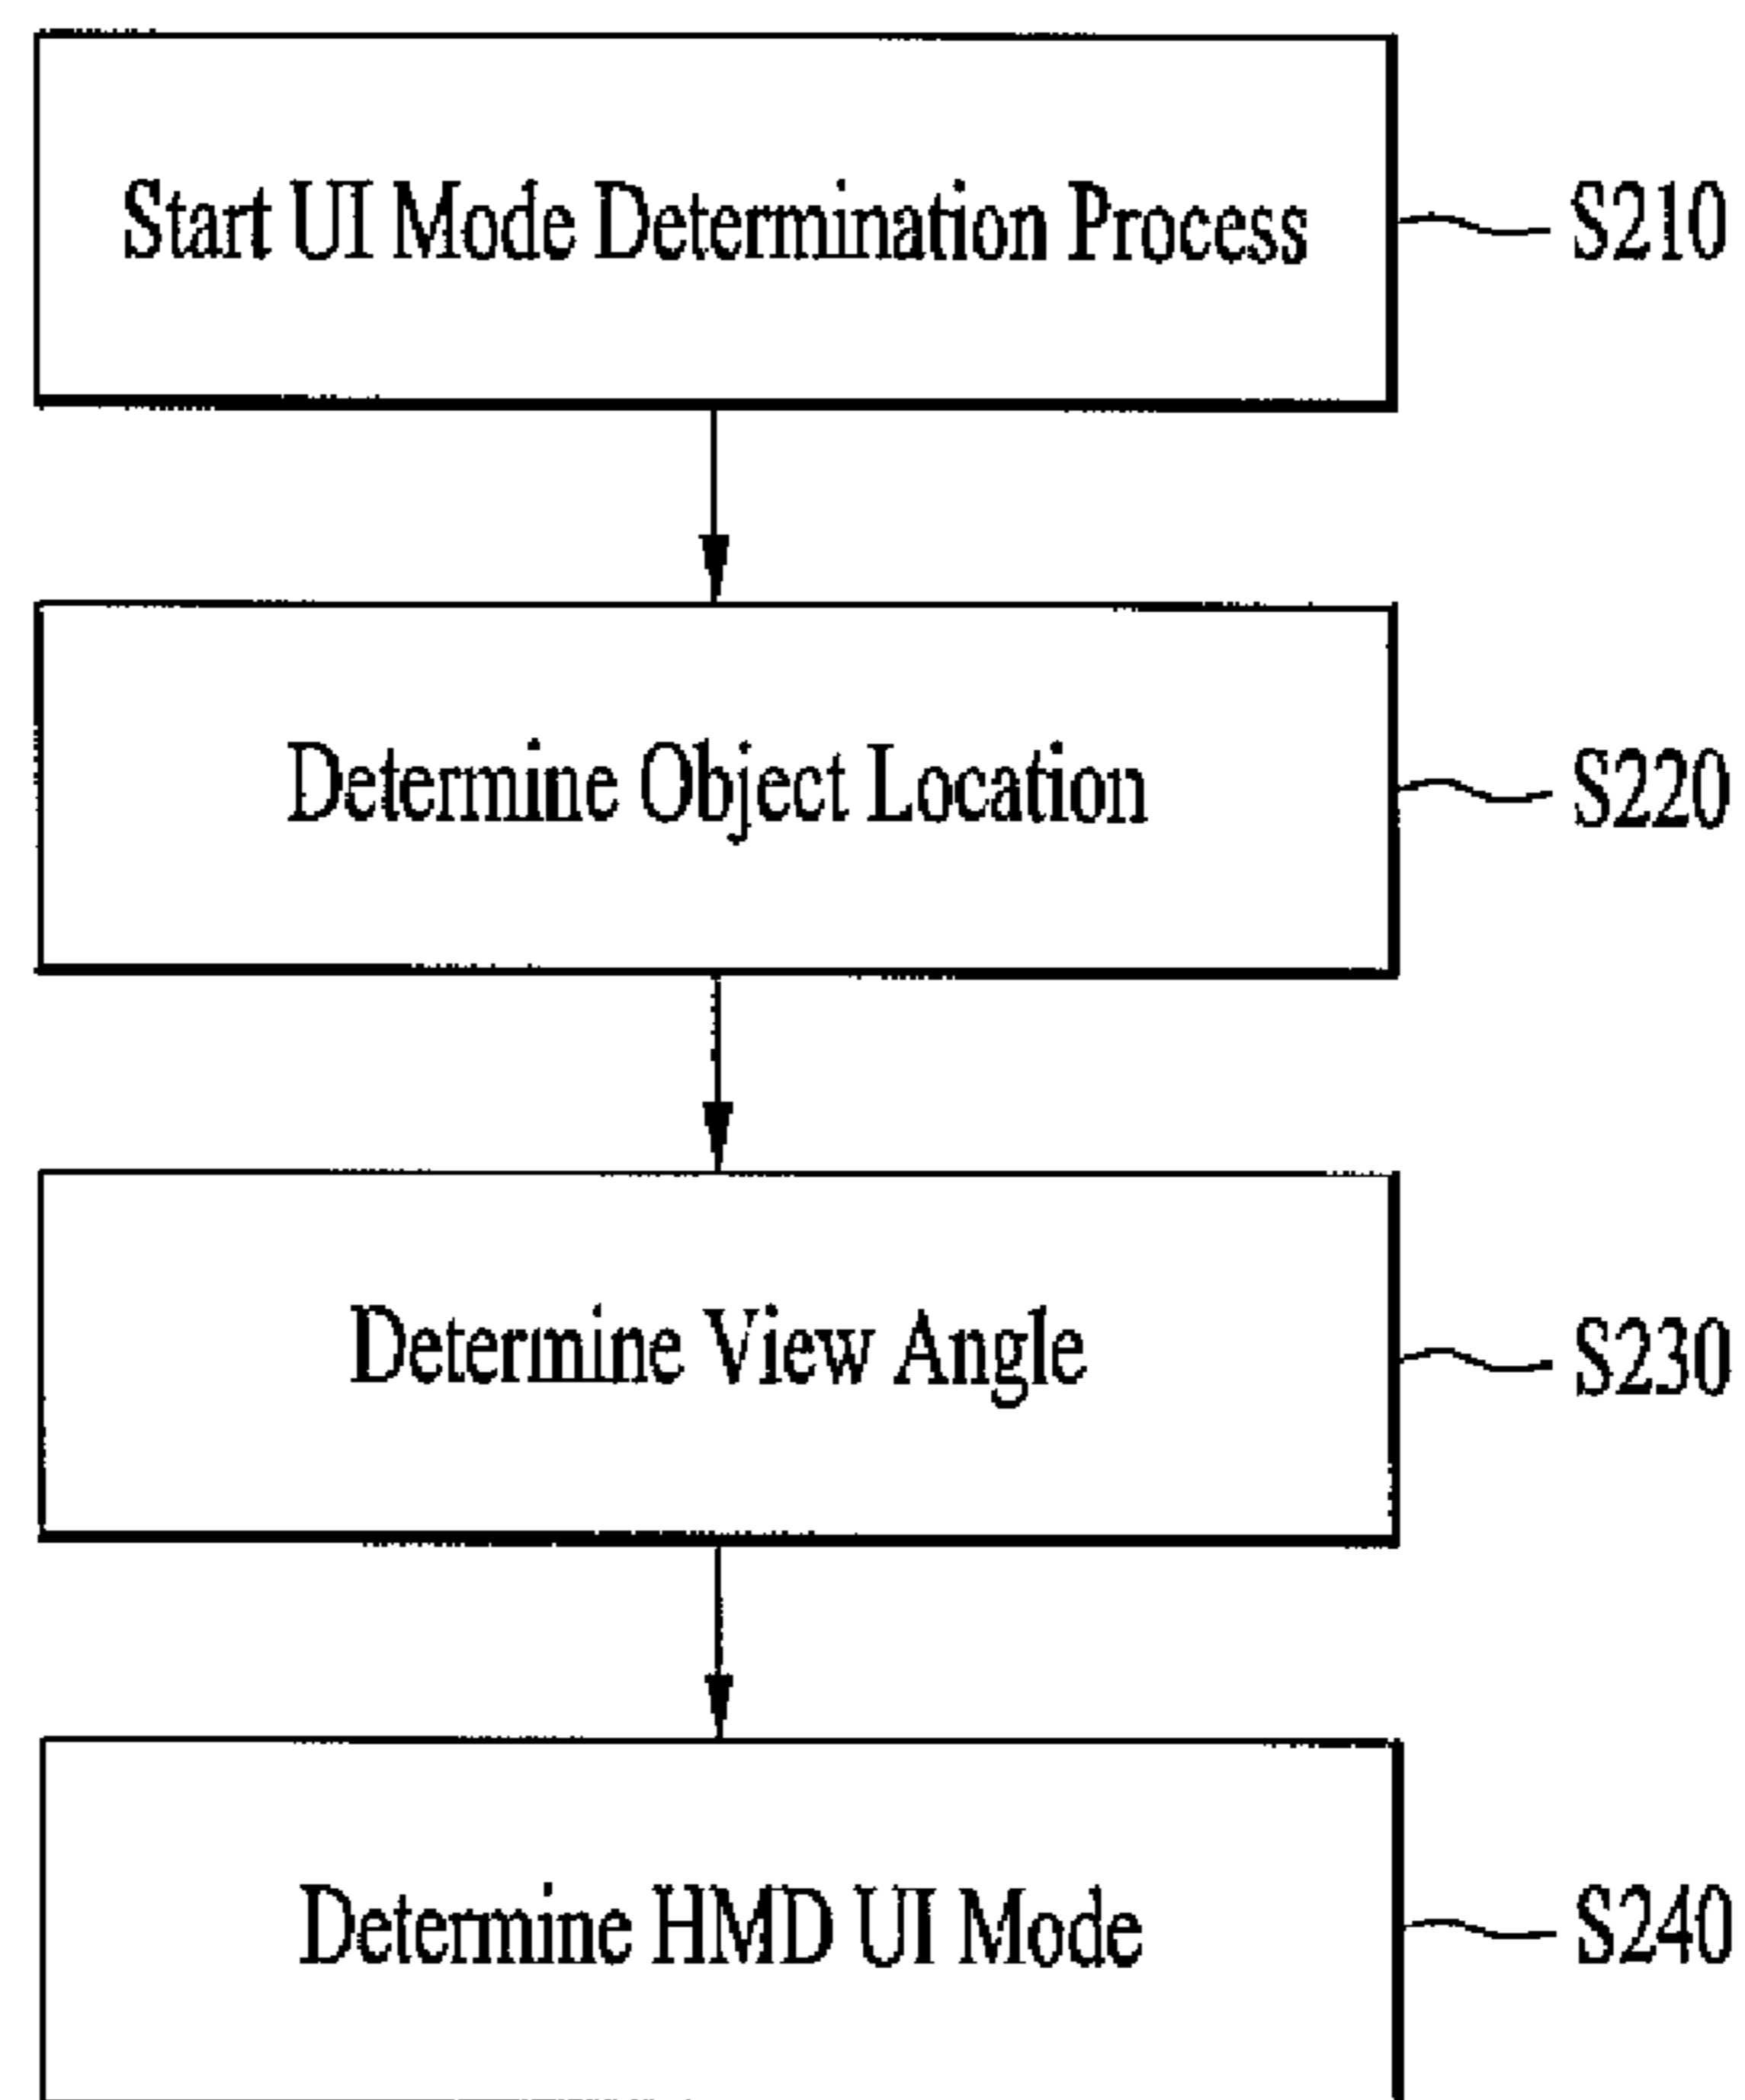 Start UI Mode Determination Process
S210
Determine Object Location
S220
Determine View Angle
S230
Determine HMD UI Mode
S240